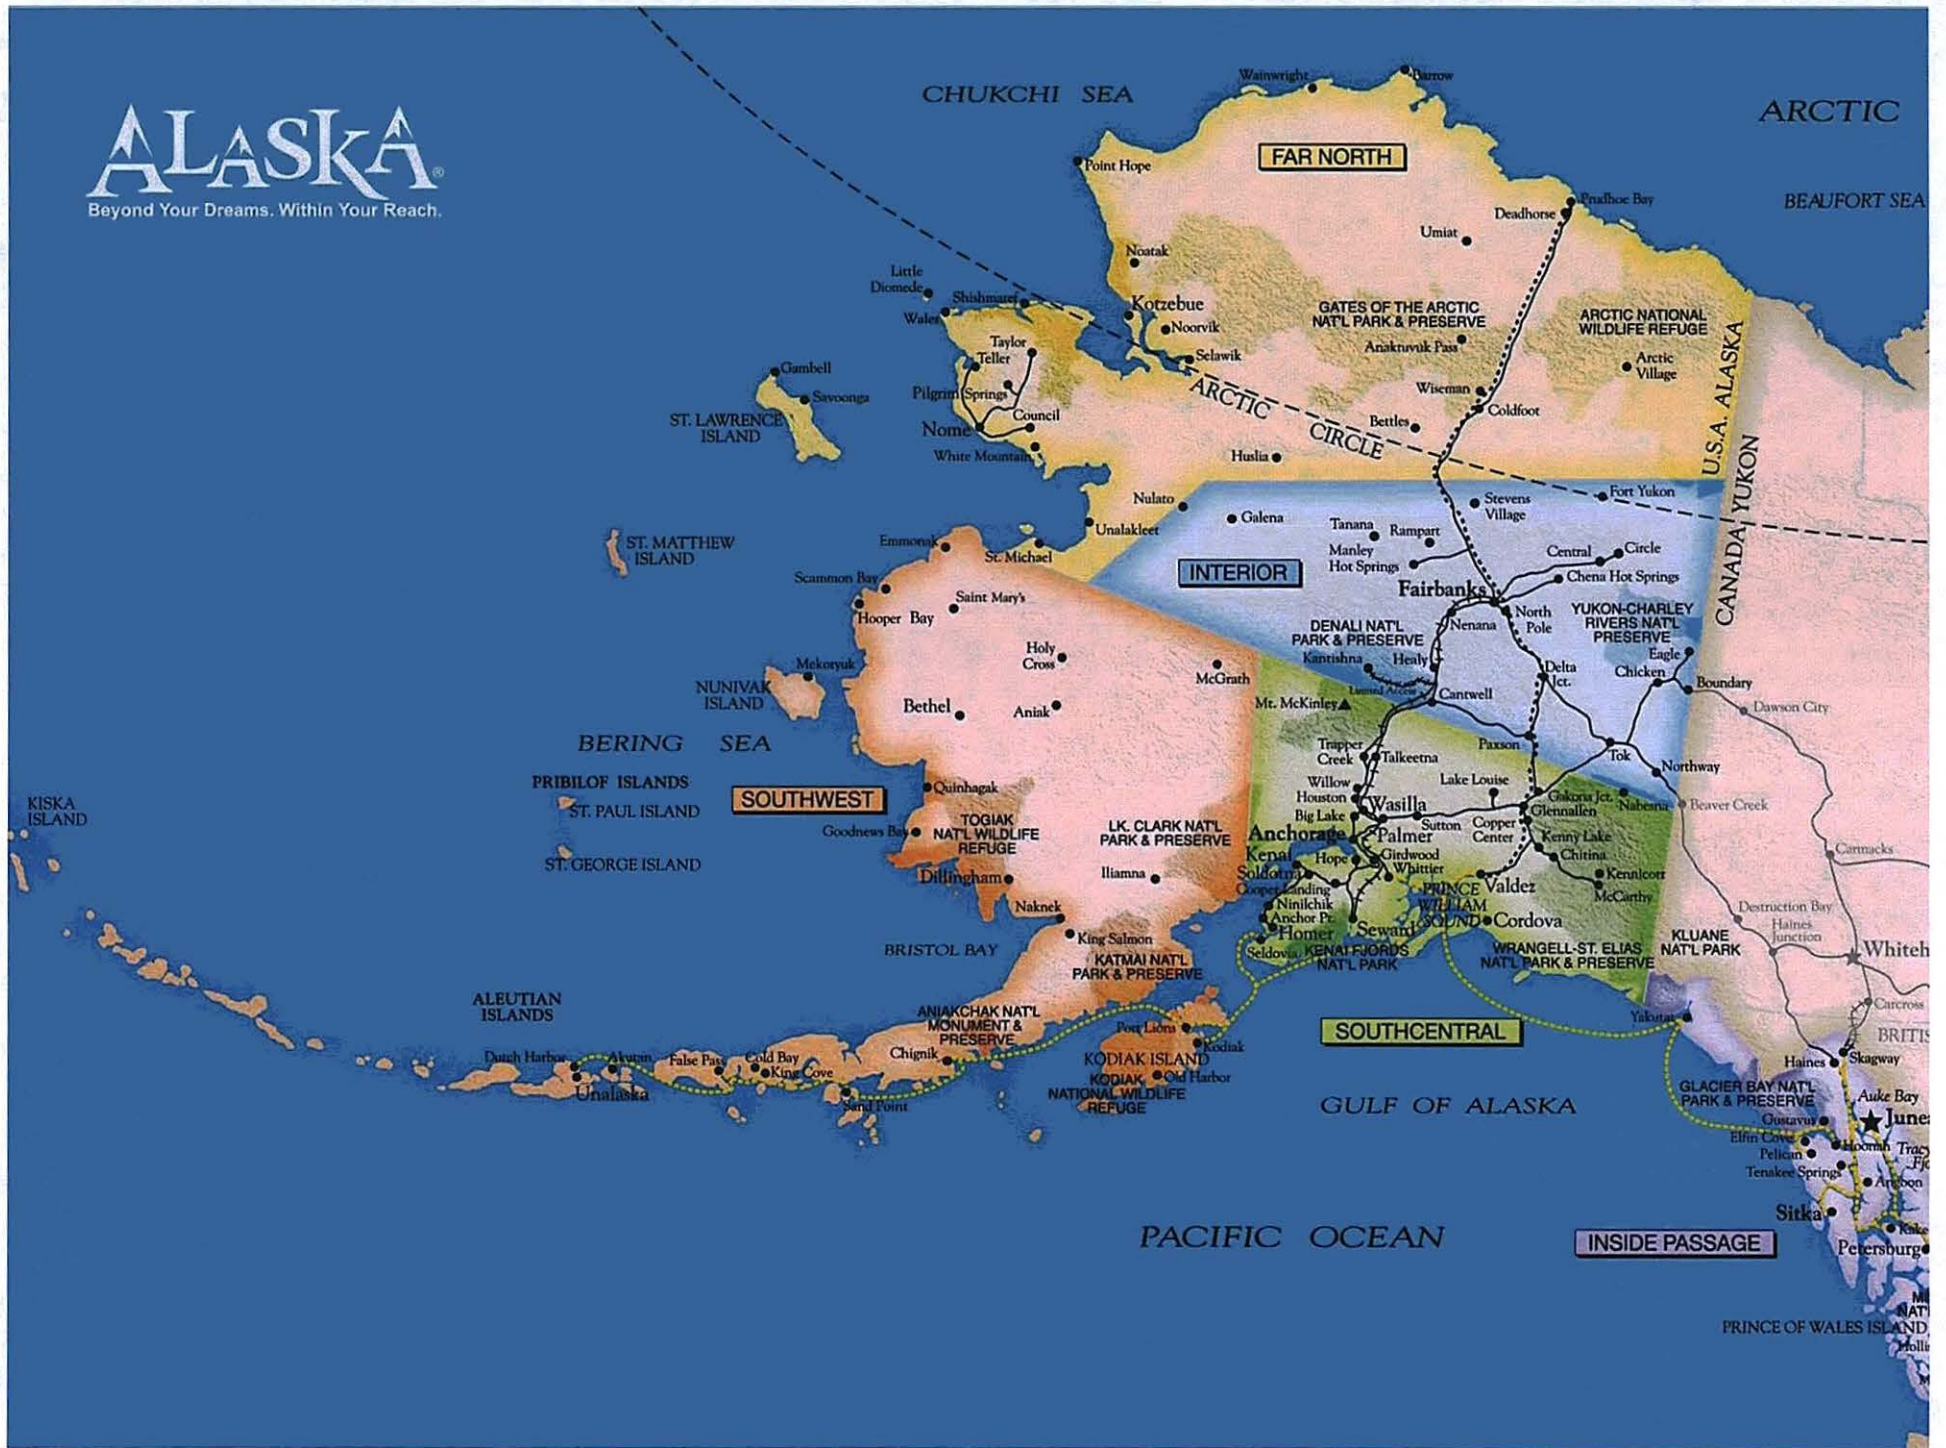 CHUKCHI SEA
Wainwright
Barrow
ARCTIC
ALASKA®
Beyond Your Dreams. Within Your Reach.
FAR NORTH
Point Hope
BEAUFORT SEA
Prudhoe Bay
Deadhorse
Umiat
Noatak
Little
Diomede
Shishmaref
Wales
Kotzebue
Noorvik
Selawik
GATES OF THE ARCTIC
NAT'L PARK & PRESERVE
Anaktuvuk Pass
ARCTIC NATIONAL
WILDLIFE REFUGE
Arctic
Village
Taylor
Teller
Pilgrim Springs
Council
Nome
White Mountain
Gambell
Savoonga
ST. LAWRENCE
ISLAND
Wiseman
Coldfoot
Bettles
ARCTIC
CIRCLE
Huslia
U.S.A. ALASKA
CANADA YUKON
Nulato
Unalakleet
Galena
Stevens
Village
Fort Yukon
Tanana
Rampart
Manley
Hot Springs
Central
Circle
Chena Hot Springs
INTERIOR
Fairbanks
North
Pole
Nenana
YUKON-CHARLEY
RIVERS NAT'L
PRESERVE
DENALI NAT'L
PARK & PRESERVE
Kantishna
Healy
Limited Access
Cantwell
Delta
Jct.
Eagle
Chicken
Boundary
Dawson City
ST. MATTHEW
ISLAND
Emmonak
St. Michael
Scammon Bay
Hooper Bay
Saint Mary's
Holy
Cross
McGrath
Mekoryuk
NUNIVAK
ISLAND
Bethel
Aniak
BERING SEA
Mt. McKinley
Paxson
Tok
Northway
Trapper
Creek
Talkeetna
Willow
Houston
Big Lake
Wasilla
Lake Louise
Gakona Jct.
Nabesna
Beaver Creek
Anchorage
Palmer
Sutton
Copper
Center
Glennallen
Kenny Lake
Chitina
PRIBILOF ISLANDS
ST. PAUL ISLAND
ST. GEORGE ISLAND
SOUTHWEST
Quinhagak
Goodnews Bay
TOGIAK
NAT'L WILDLIFE
REFUGE
LK. CLARK NAT'L
PARK & PRESERVE
KISKA
ISLAND
Kenai
Soldotna
Cooper Landing
Hope
Girdwood
Whittier
Ninilchik
Anchor Pt.
Homer
Seldovia
Seward
PRINCE
WILLIAM
SOUND
Valdez
Cordova
Kennicott
McCarthy
Carmacks
Dillingham
Iliamna
Naknek
King Salmon
BRISTOL BAY
KATMAI NAT'L
PARK & PRESERVE
KENAI FJORDS
NAT'L PARK
WRANGELL-ST. ELIAS
NAT'L PARK & PRESERVE
KLUANE
NAT'L PARK
Destruction Bay
Haines
Junction
Whiteh
Carcross
BRITIS
ALEUTIAN
ISLANDS
ANIAKCHAK NAT'L
MONUMENT &
PRESERVE
Port Lions
Kodiak
KODIAK ISLAND
Old Harbor
KODIAK
NATIONAL WILDLIFE
REFUGE
SOUTHCENTRAL
Yakutat
Dutch Harbor
Akutan
Unalaska
False Pass
Cold Bay
King Cove
Chignik
Sand Point
GULF OF ALASKA
Haines
Skagway
GLACIER BAY NAT'L
PARK & PRESERVE
Auke Bay
June
Gustavus
Elfin Cove
Pelican
Hoonah
Tracy
Fjo
Tenakee Springs
Angoon
Sitka
Kake
Petersburg
PACIFIC OCEAN
INSIDE PASSAGE
NAT'
PRINCE OF WALES ISLAND
Holli